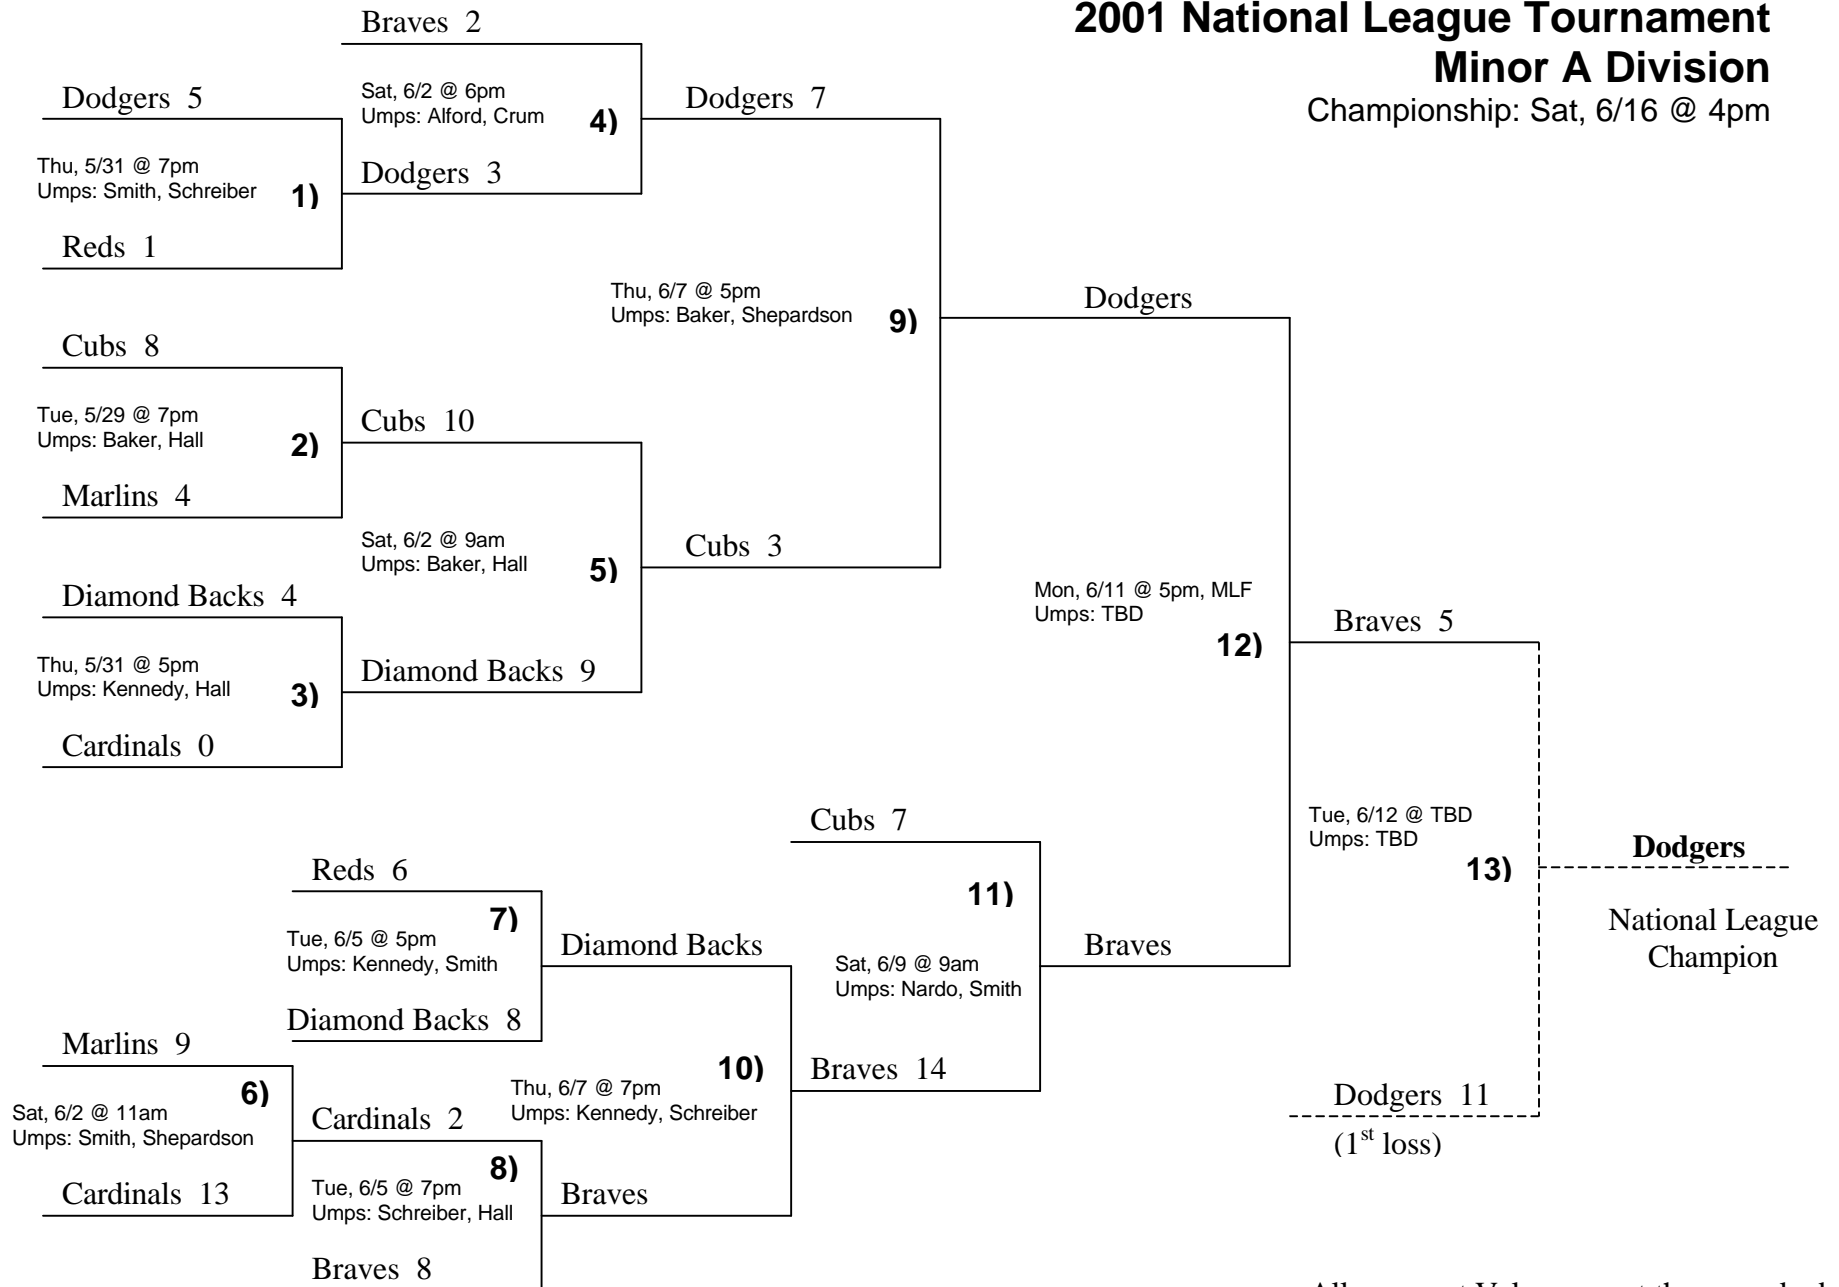 2001 National League Tournament
Minor A Division
Championship: Sat, 6/16 @ 4pm
Braves 2
Dodgers 5
Sat, 6/2 @ 6pm
Umps: Alford, Crum
4)
Dodgers 7
Thu, 5/31 @ 7pm
Umps: Smith, Schreiber
1)
Dodgers 3
Reds 1
Thu, 6/7 @ 5pm
Umps: Baker, Shepardson
9)
Dodgers
Cubs 8
Tue, 5/29 @ 7pm
Umps: Baker, Hall
2)
Cubs 10
Marlins 4
Sat, 6/2 @ 9am
Umps: Baker, Hall
5)
Cubs 3
Diamond Backs 4
Thu, 5/31 @ 5pm
Umps: Kennedy, Hall
3)
Diamond Backs 9
Cardinals 0
Mon, 6/11 @ 5pm, MLF
Umps: TBD
12)
Braves 5
Cubs 7
Tue, 6/12 @ TBD
Umps: TBD
13)
Dodgers
National League
Champion
Reds 6
7)
Tue, 6/5 @ 5pm
Umps: Kennedy, Smith
Diamond Backs
Diamond Backs 8
11)
Sat, 6/9 @ 9am
Umps: Nardo, Smith
Braves
Marlins 9
6)
Sat, 6/2 @ 11am
Umps: Smith, Shepardson
Cardinals 2
Cardinals 13
10)
Thu, 6/7 @ 7pm
Umps: Kennedy, Schreiber
Braves 14
8)
Tue, 6/5 @ 7pm
Umps: Schreiber, Hall
Braves
Braves 8
Dodgers 11
(1st loss)